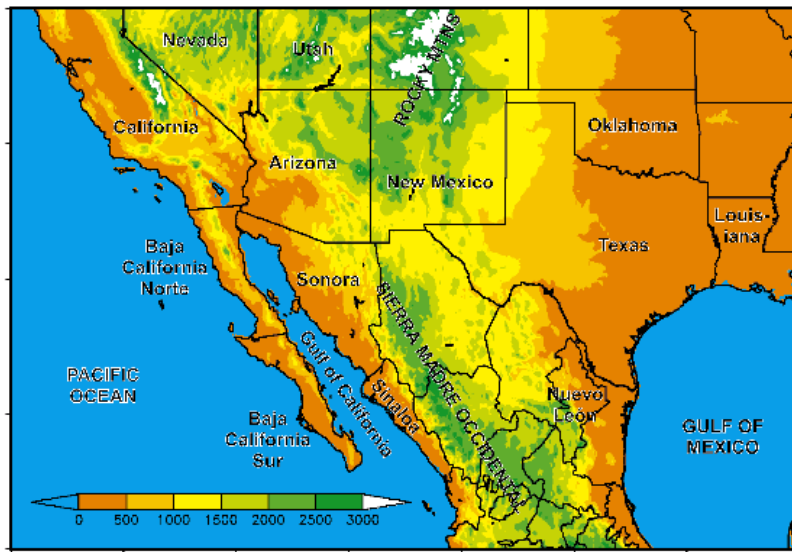 Nevada
Utah
ROCKY MTNS
California
Oklahoma
Arizona
New Mexico
Louis-
iana
Texas
Baja
California
Norte
Sonora
SIERRA MADRE OCCIDENTAL
Gulf of California
PACIFIC
OCEAN
Sinaloa
Nuevo
León
Baja
California
Sur
GULF OF
MEXICO
0 500 1000 1500 2000 2500 3000